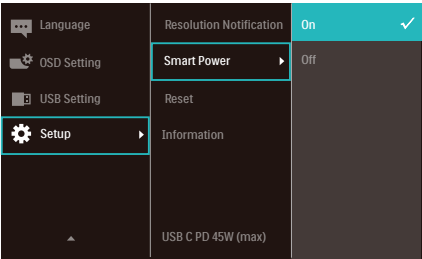 Language
OSD Setting
USB Setting
Setup
Resolution Notification
Smart Power
Reset
Information
USB C PD 45W (max)
On
Off